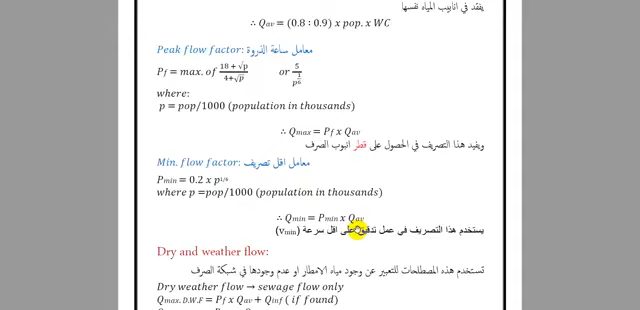 يفقد في انابيب المياه نفسها
∴ Qav = (0.8 : 0.9) x pop. x WC
Peak flow factor: معامل ساعة الذروة
Pf = max. of (18 + √p)/(4+√p) or 5/p^(1/6)
where:
p = pop/1000 (population in thousands)
∴ Qmax = Pf x Qav
ويفيد هذا التصريف في الحصول على قطر انبوب الصرف
Min. flow factor: معامل اقل تصريف
Pmin = 0.2 x p^1/6
where p =pop/1000 (population in thousands)
∴ Qmin = Pmin x Qav
يستخدم هذا التصريف في عمل تدقيق على اقل سرعة (vmin)
Dry and weather flow:
تستخدم هذه المصطلحات للتعبير عن وجود مياه الامطار او عدم وجودها في شبكة الصرف
Dry weather flow → sewage flow only
Qmax. D.W.F = Pf x Qav + Qinf ( if found)